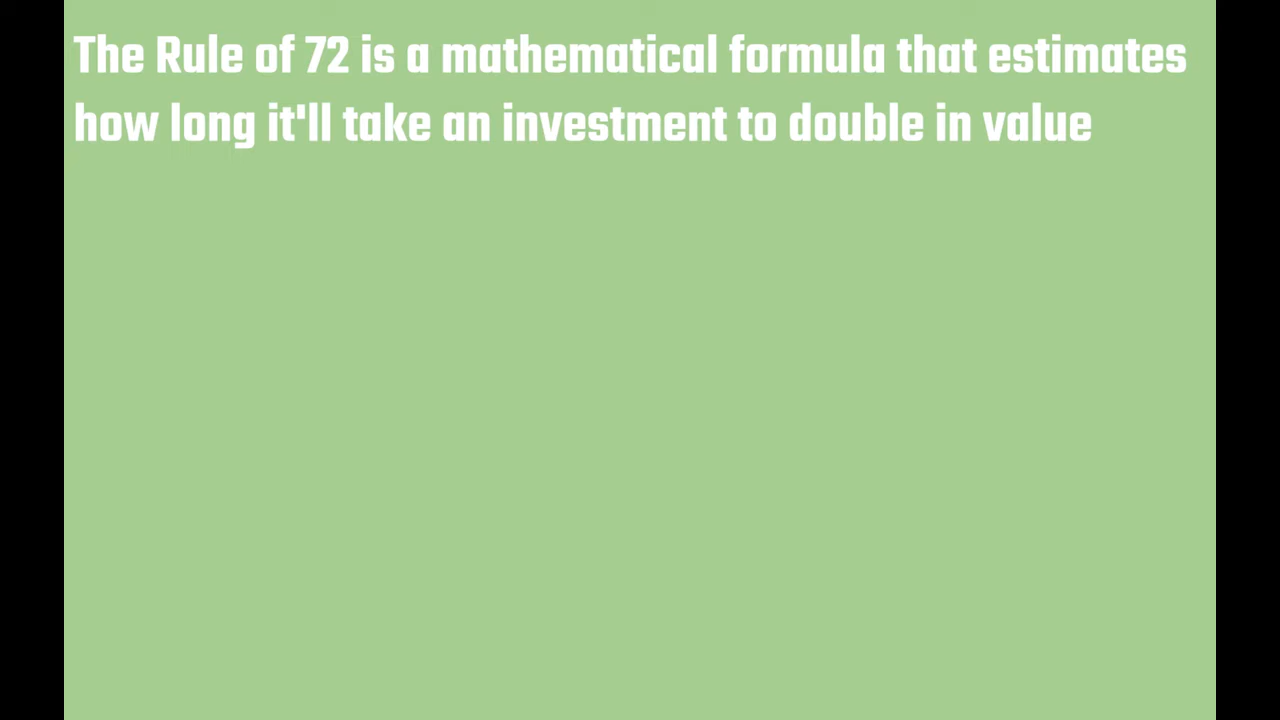 The Rule of 72 is a mathematical formula that estimates
how long it'll take an investment to double in value